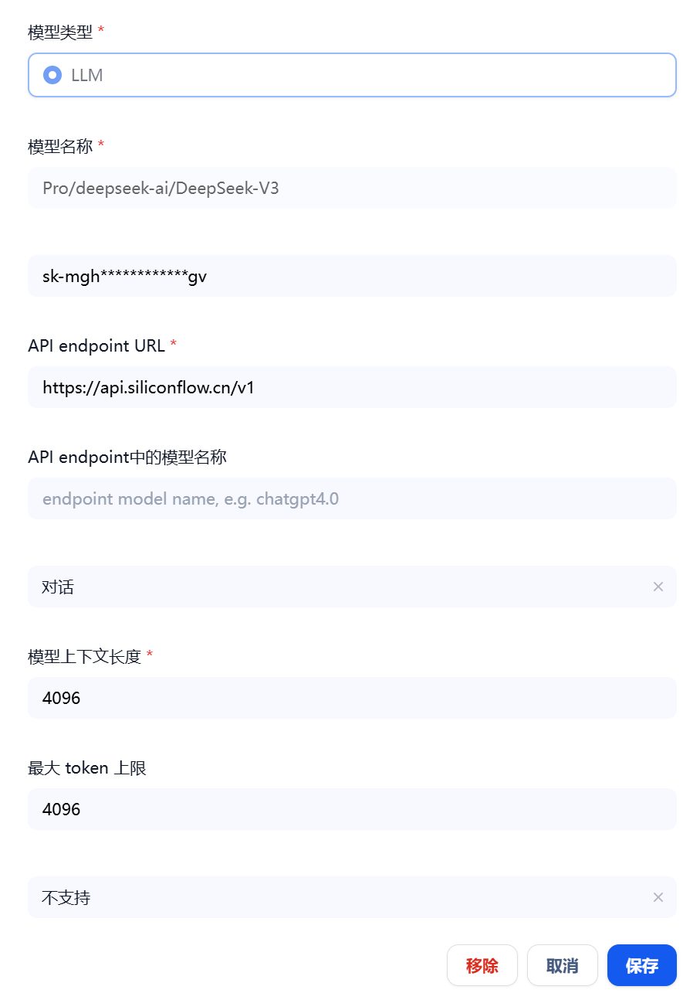 模型类型 *
LLM
模型名称 *
Pro/deepseek-ai/DeepSeek-V3
sk-mgh************gv
API endpoint URL *
https://api.siliconflow.cn/v1
API endpoint中的模型名称
endpoint model name, e.g. chatgpt4.0
对话 ×
模型上下文长度 *
4096
最大 token 上限
4096
不支持 ×
移除 取消 保存